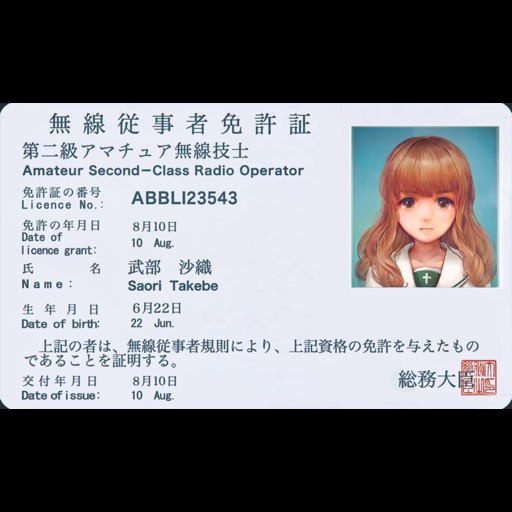 無線従事者免許証
第二級アマチュア無線技士
Amateur Second-Class Radio Operator
免許証の番号
Licence No.: ABBLI23543
免許の年月日 8月10日
Date of
licence grant: 10 Aug.
氏名 武部 沙織
Name: Saori Takebe
生年月日 6月22日
Date of birth: 22 Jun.
上記の者は、無線従事者規則により、上記資格の免許を与えたもの
であることを証明する。
交付年月日 8月10日
Date of issue: 10 Aug.
総務大臣